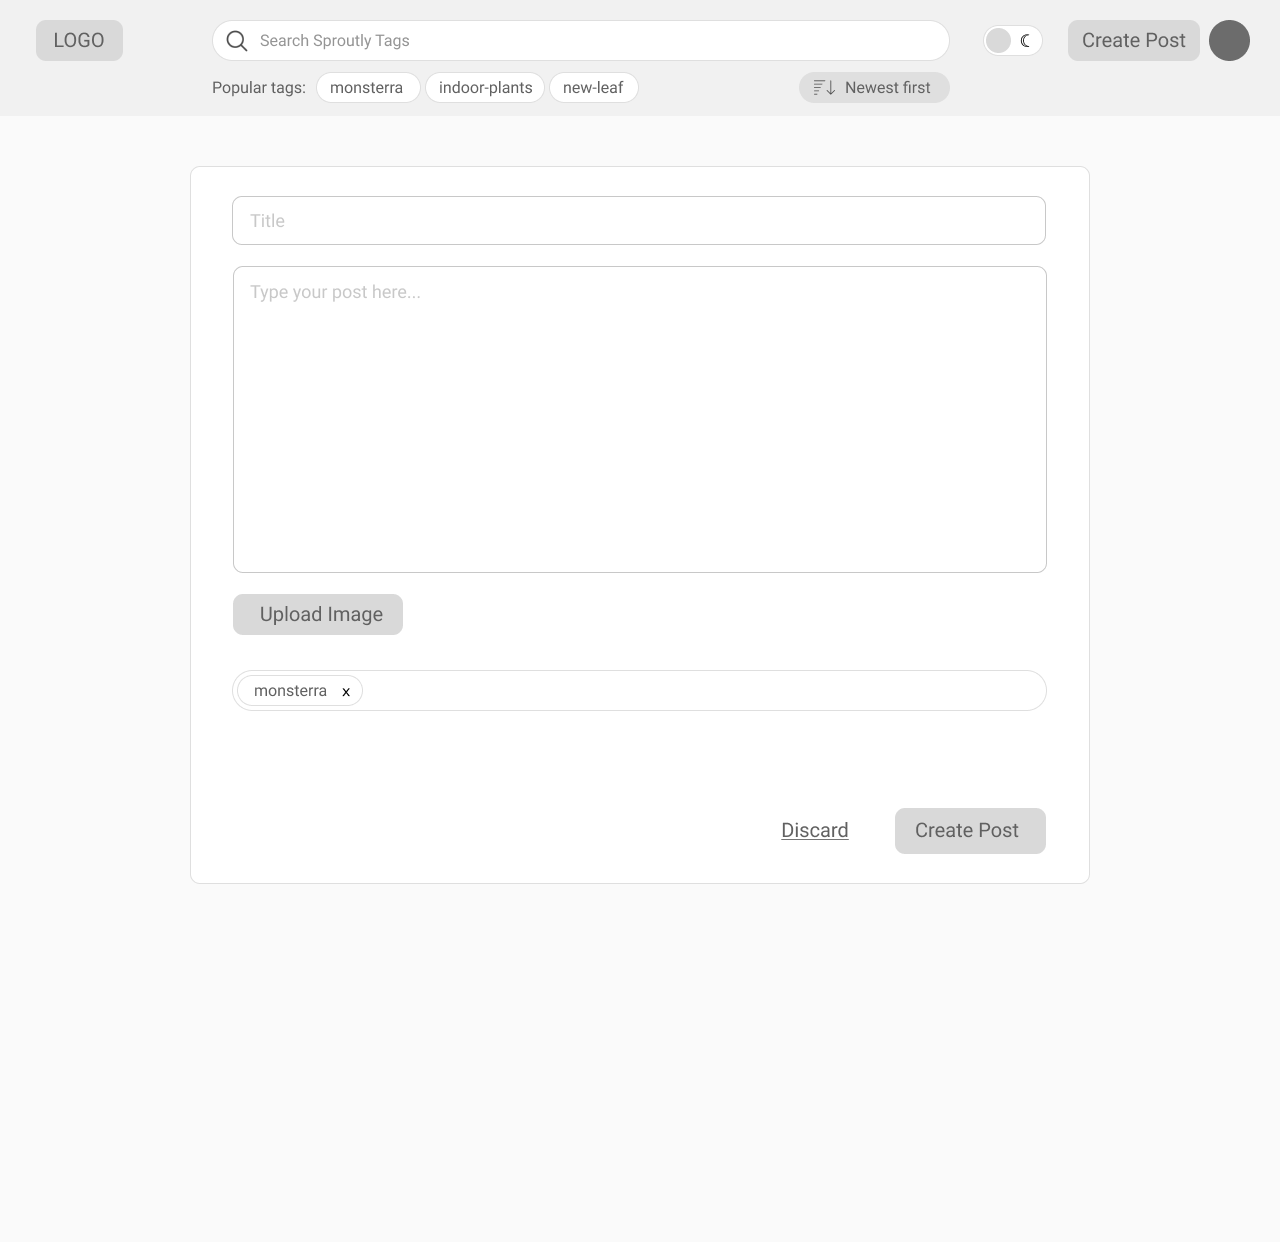 LOGO
Search Sproutly Tags
Create Post
Popular tags: monsterra indoor-plants new-leaf
Newest first
Title
Type your post here...
Upload Image
monsterra x
Discard
Create Post